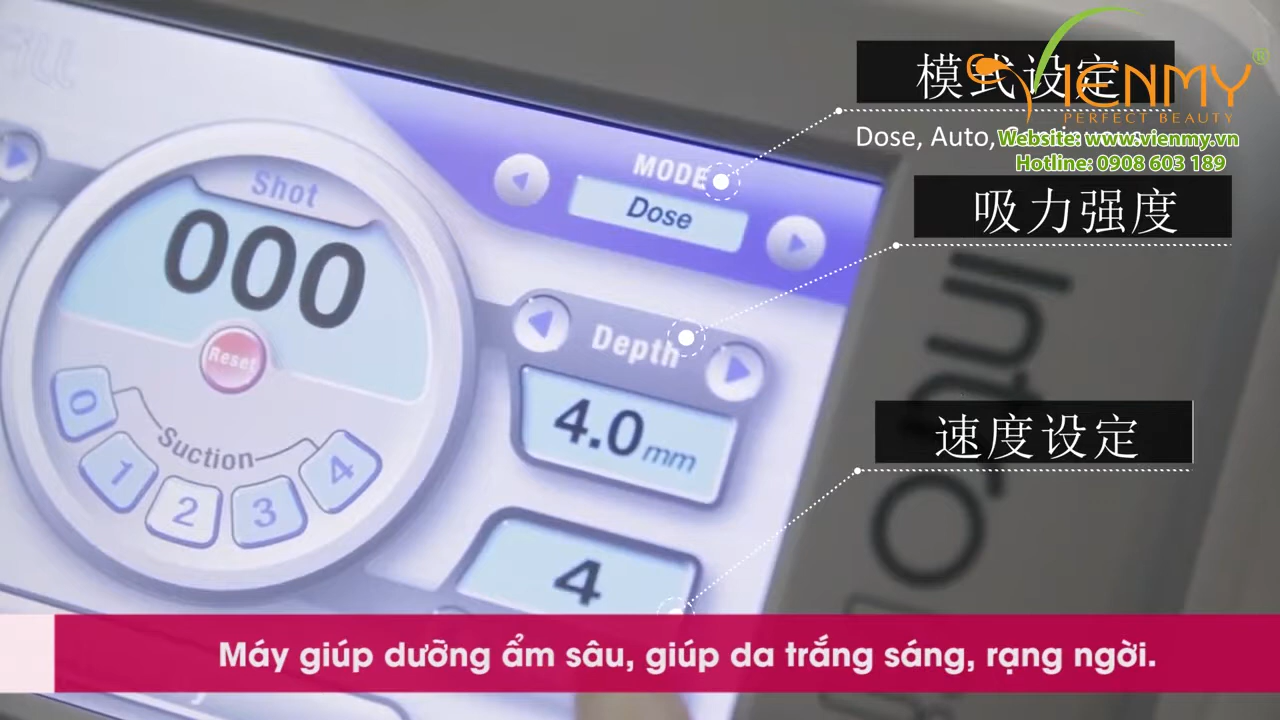 模式设定
VIENMY
PERFECT BEAUTY
Dose, Auto,
Website: www.vienmy.vn
Hotline: 0908 603 189
吸力强度
速度设定
MODE
Dose
Shot
000
Reset
Suction
0 1 2 3 4
Depth
4.0 mm
4
Máy giúp dưỡng ẩm sâu, giúp da trắng sáng, rạng ngời.